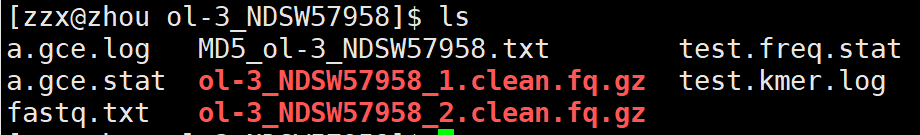 [zzx@zhou ol-3_NDSW57958]$ ls
a.gce.log MD5_ol-3_NDSW57958.txt test.freq.stat
a.gce.stat ol-3_NDSW57958_1.clean.fq.gz test.kmer.log
fastq.txt ol-3_NDSW57958_2.clean.fq.gz